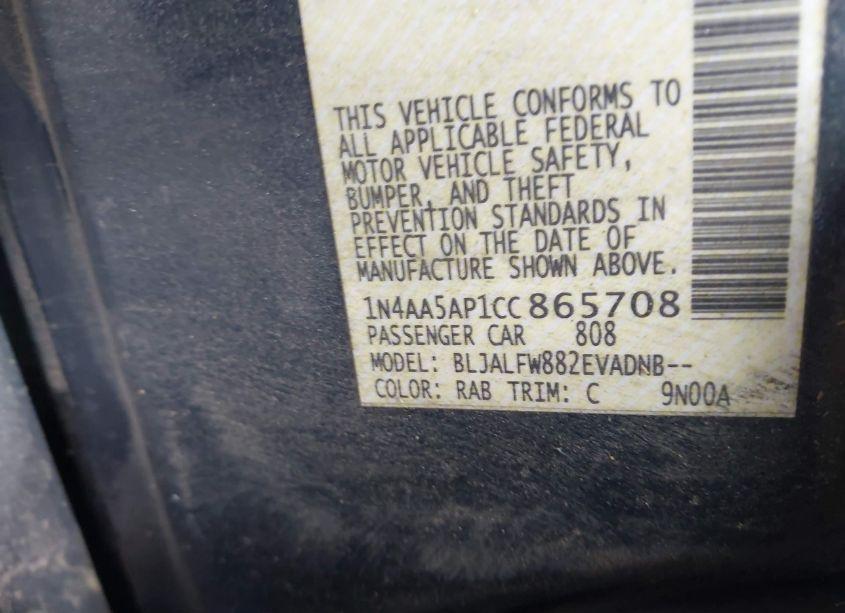 THIS VEHICLE CONFORMS TO
ALL APPLICABLE FEDERAL
MOTOR VEHICLE SAFETY,
BUMPER, AND THEFT
PREVENTION STANDARDS IN
EFFECT ON THE DATE OF
MANUFACTURE SHOWN ABOVE.
1N4AA5AP1CC865708
PASSENGER CAR 808
MODEL: BLJALFW882EVADNB--
COLOR: RAB TRIM: C 9N00A